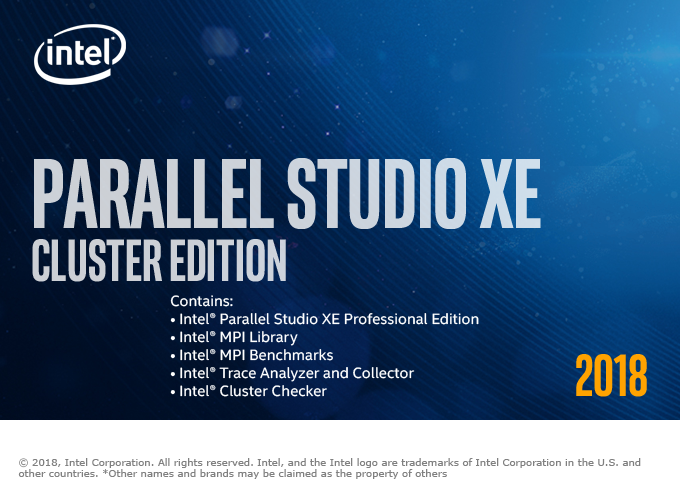 intel
PARALLEL STUDIO XE
CLUSTER EDITION
Contains:
• Intel® Parallel Studio XE Professional Edition
• Intel® MPI Library
• Intel® MPI Benchmarks
• Intel® Trace Analyzer and Collector
• Intel® Cluster Checker
2018
© 2018, Intel Corporation. All rights reserved. Intel, and the Intel logo are trademarks of Intel Corporation in the U.S. and
other countries. *Other names and brands may be claimed as the property of others